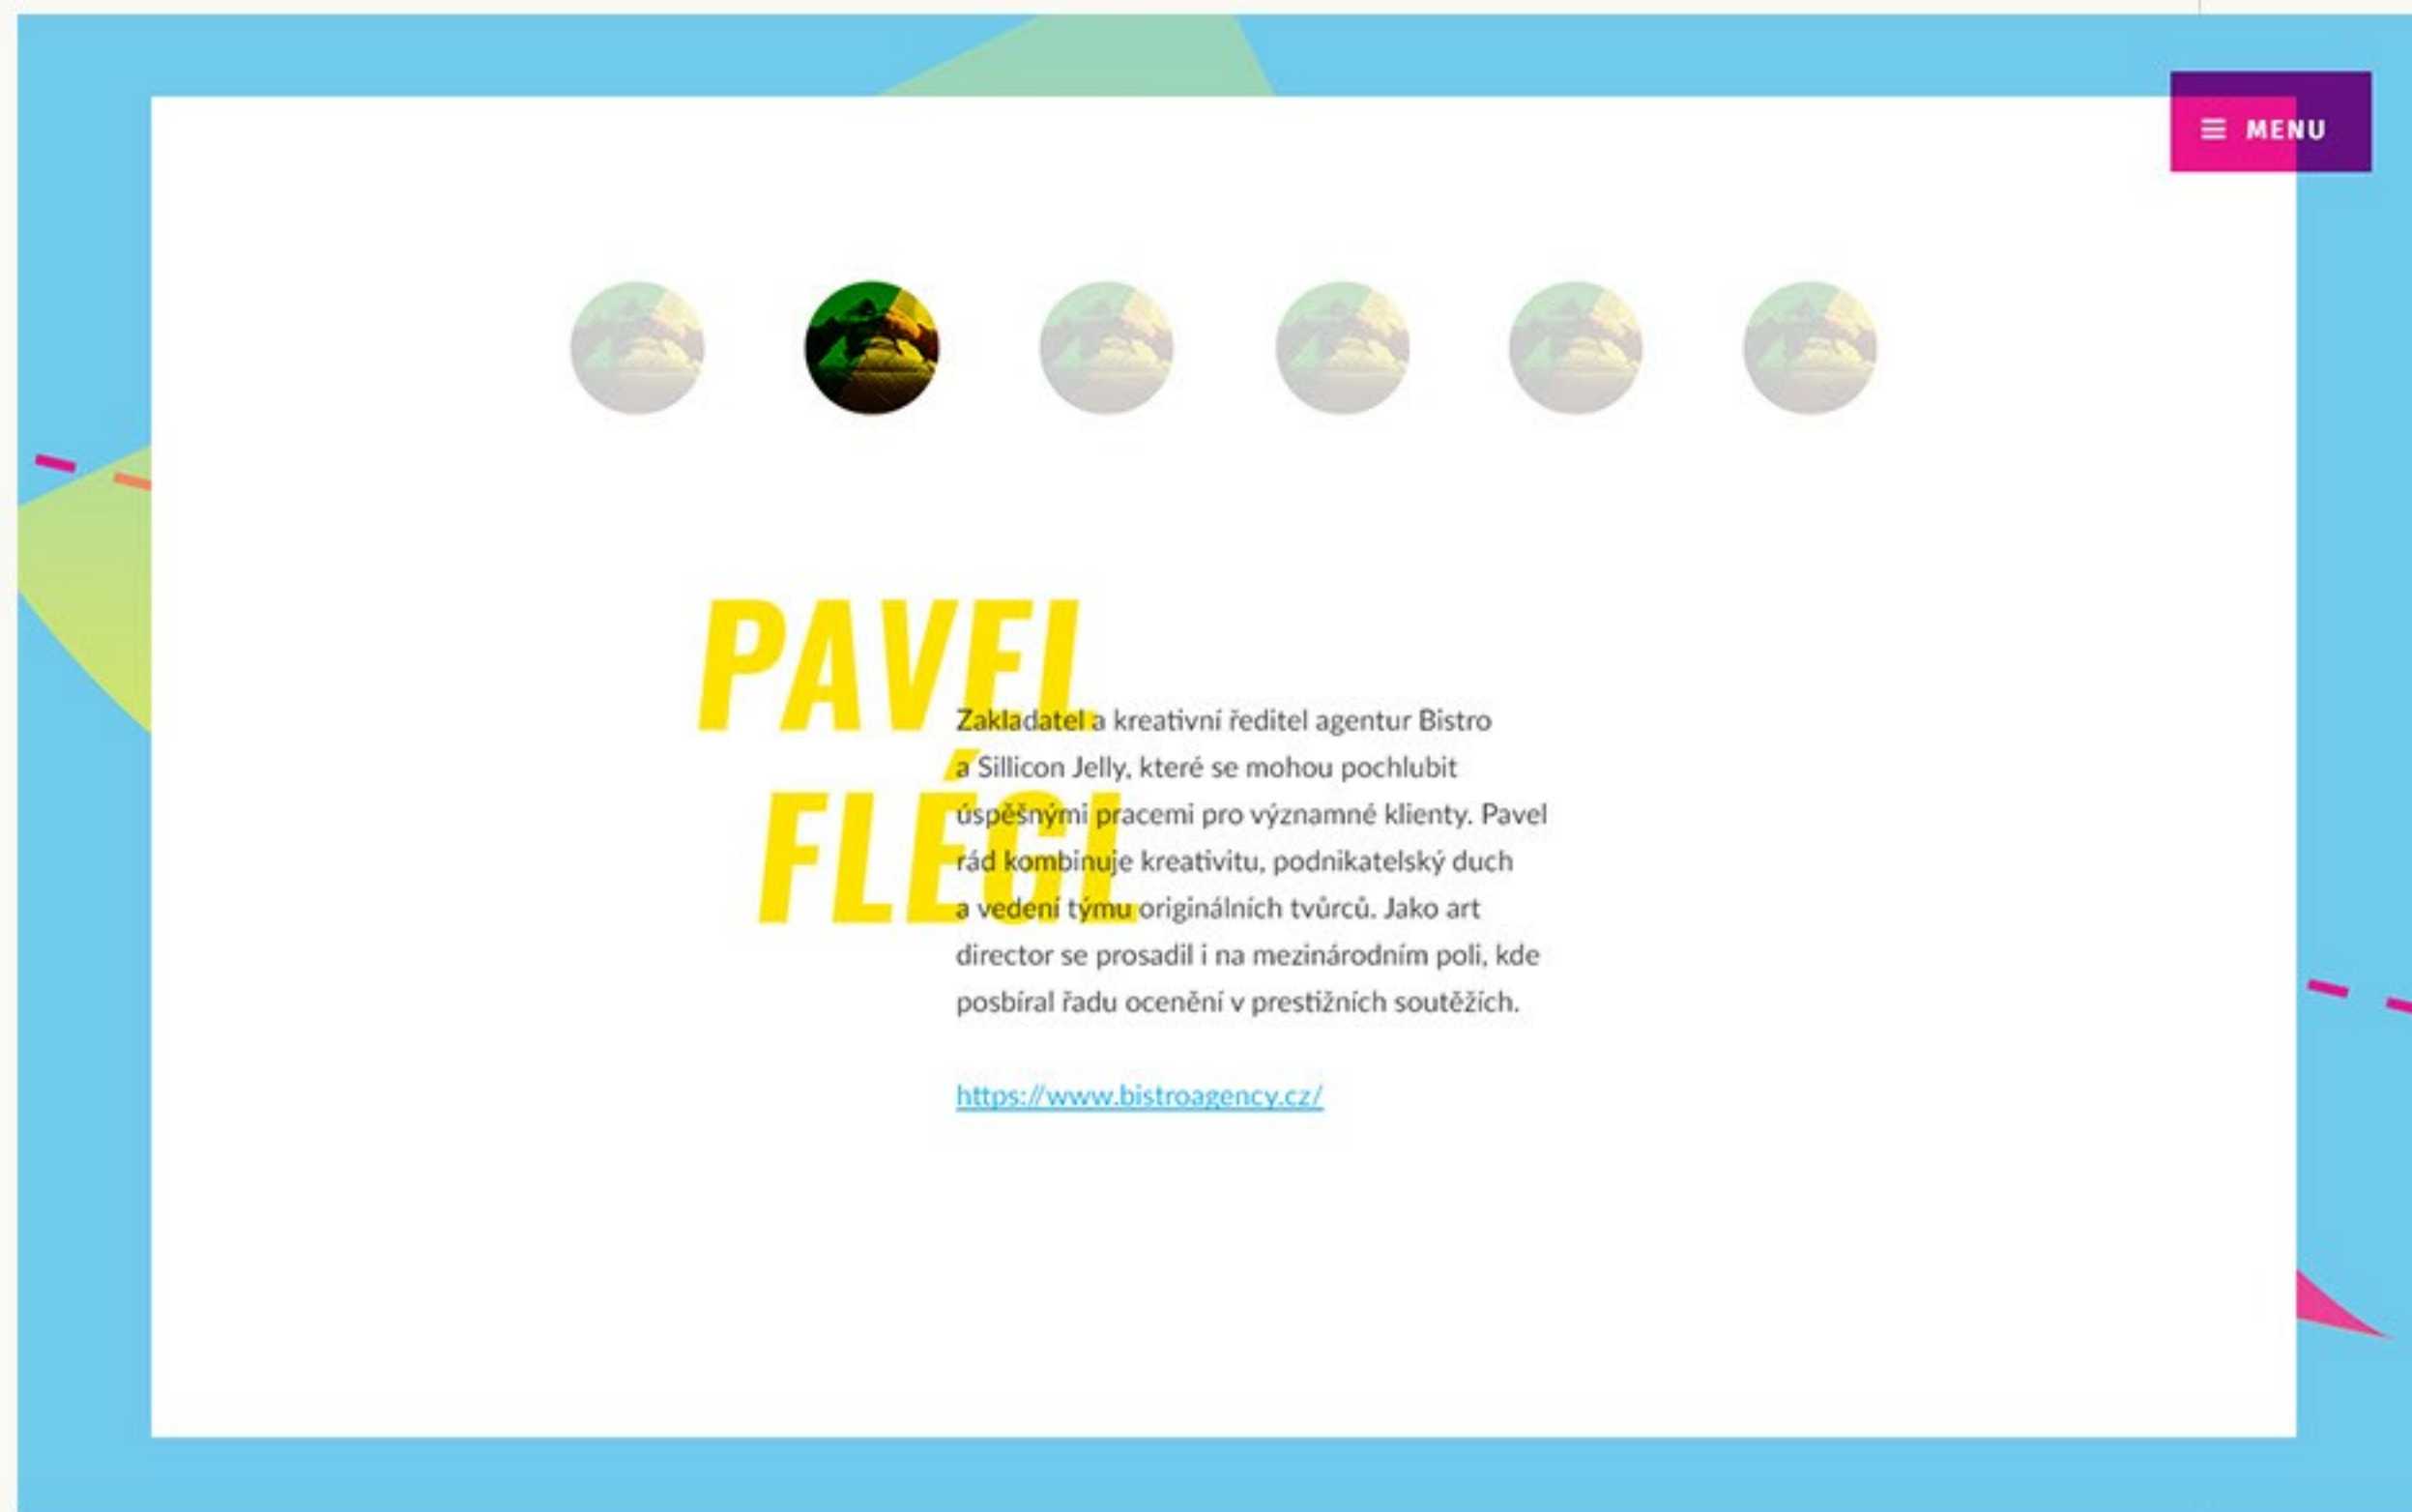 MENU
PAVEL
FLÉGL
Zakladatel a kreativní ředitel agentur Bistro
a Sillicon Jelly, které se mohou pochlubit
úspěšnými pracemi pro významné klienty. Pavel
rád kombinuje kreativitu, podnikatelský duch
a vedení týmu originálních tvůrců. Jako art
director se prosadil i na mezinárodním poli, kde
posbíral řadu ocenění v prestižních soutěžích.
https://www.bistroagency.cz/